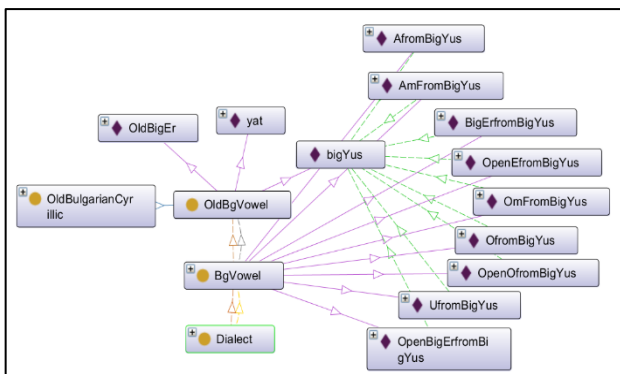 AfromBigYus
AmFromBigYus
BigErfromBigYus
yat
OldBigEr
bigYus
OpenEfromBigYus
OldBulgarianCyr
illic
OldBgVowel
OmFromBigYus
OfromBigYus
BgVowel
OpenOfromBigYus
UfromBigYus
Dialect
OpenBigErfromBi
gYus